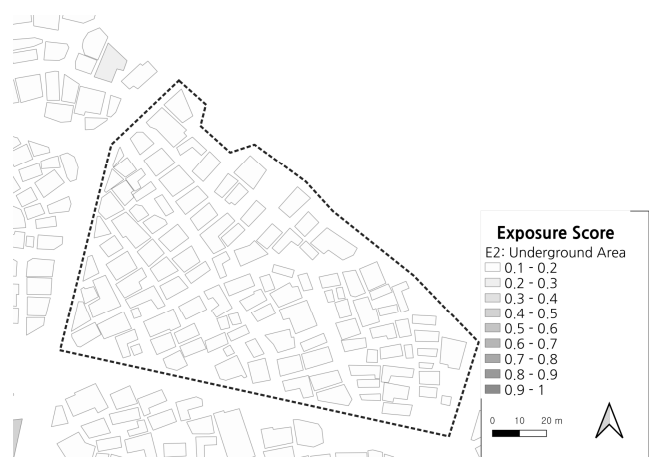 Exposure Score
E2: Underground Area
0.1 - 0.2
0.2 - 0.3
0.3 - 0.4
0.4 - 0.5
0.5 - 0.6
0.6 - 0.7
0.7 - 0.8
0.8 - 0.9
0.9 - 1
0 10 20 m